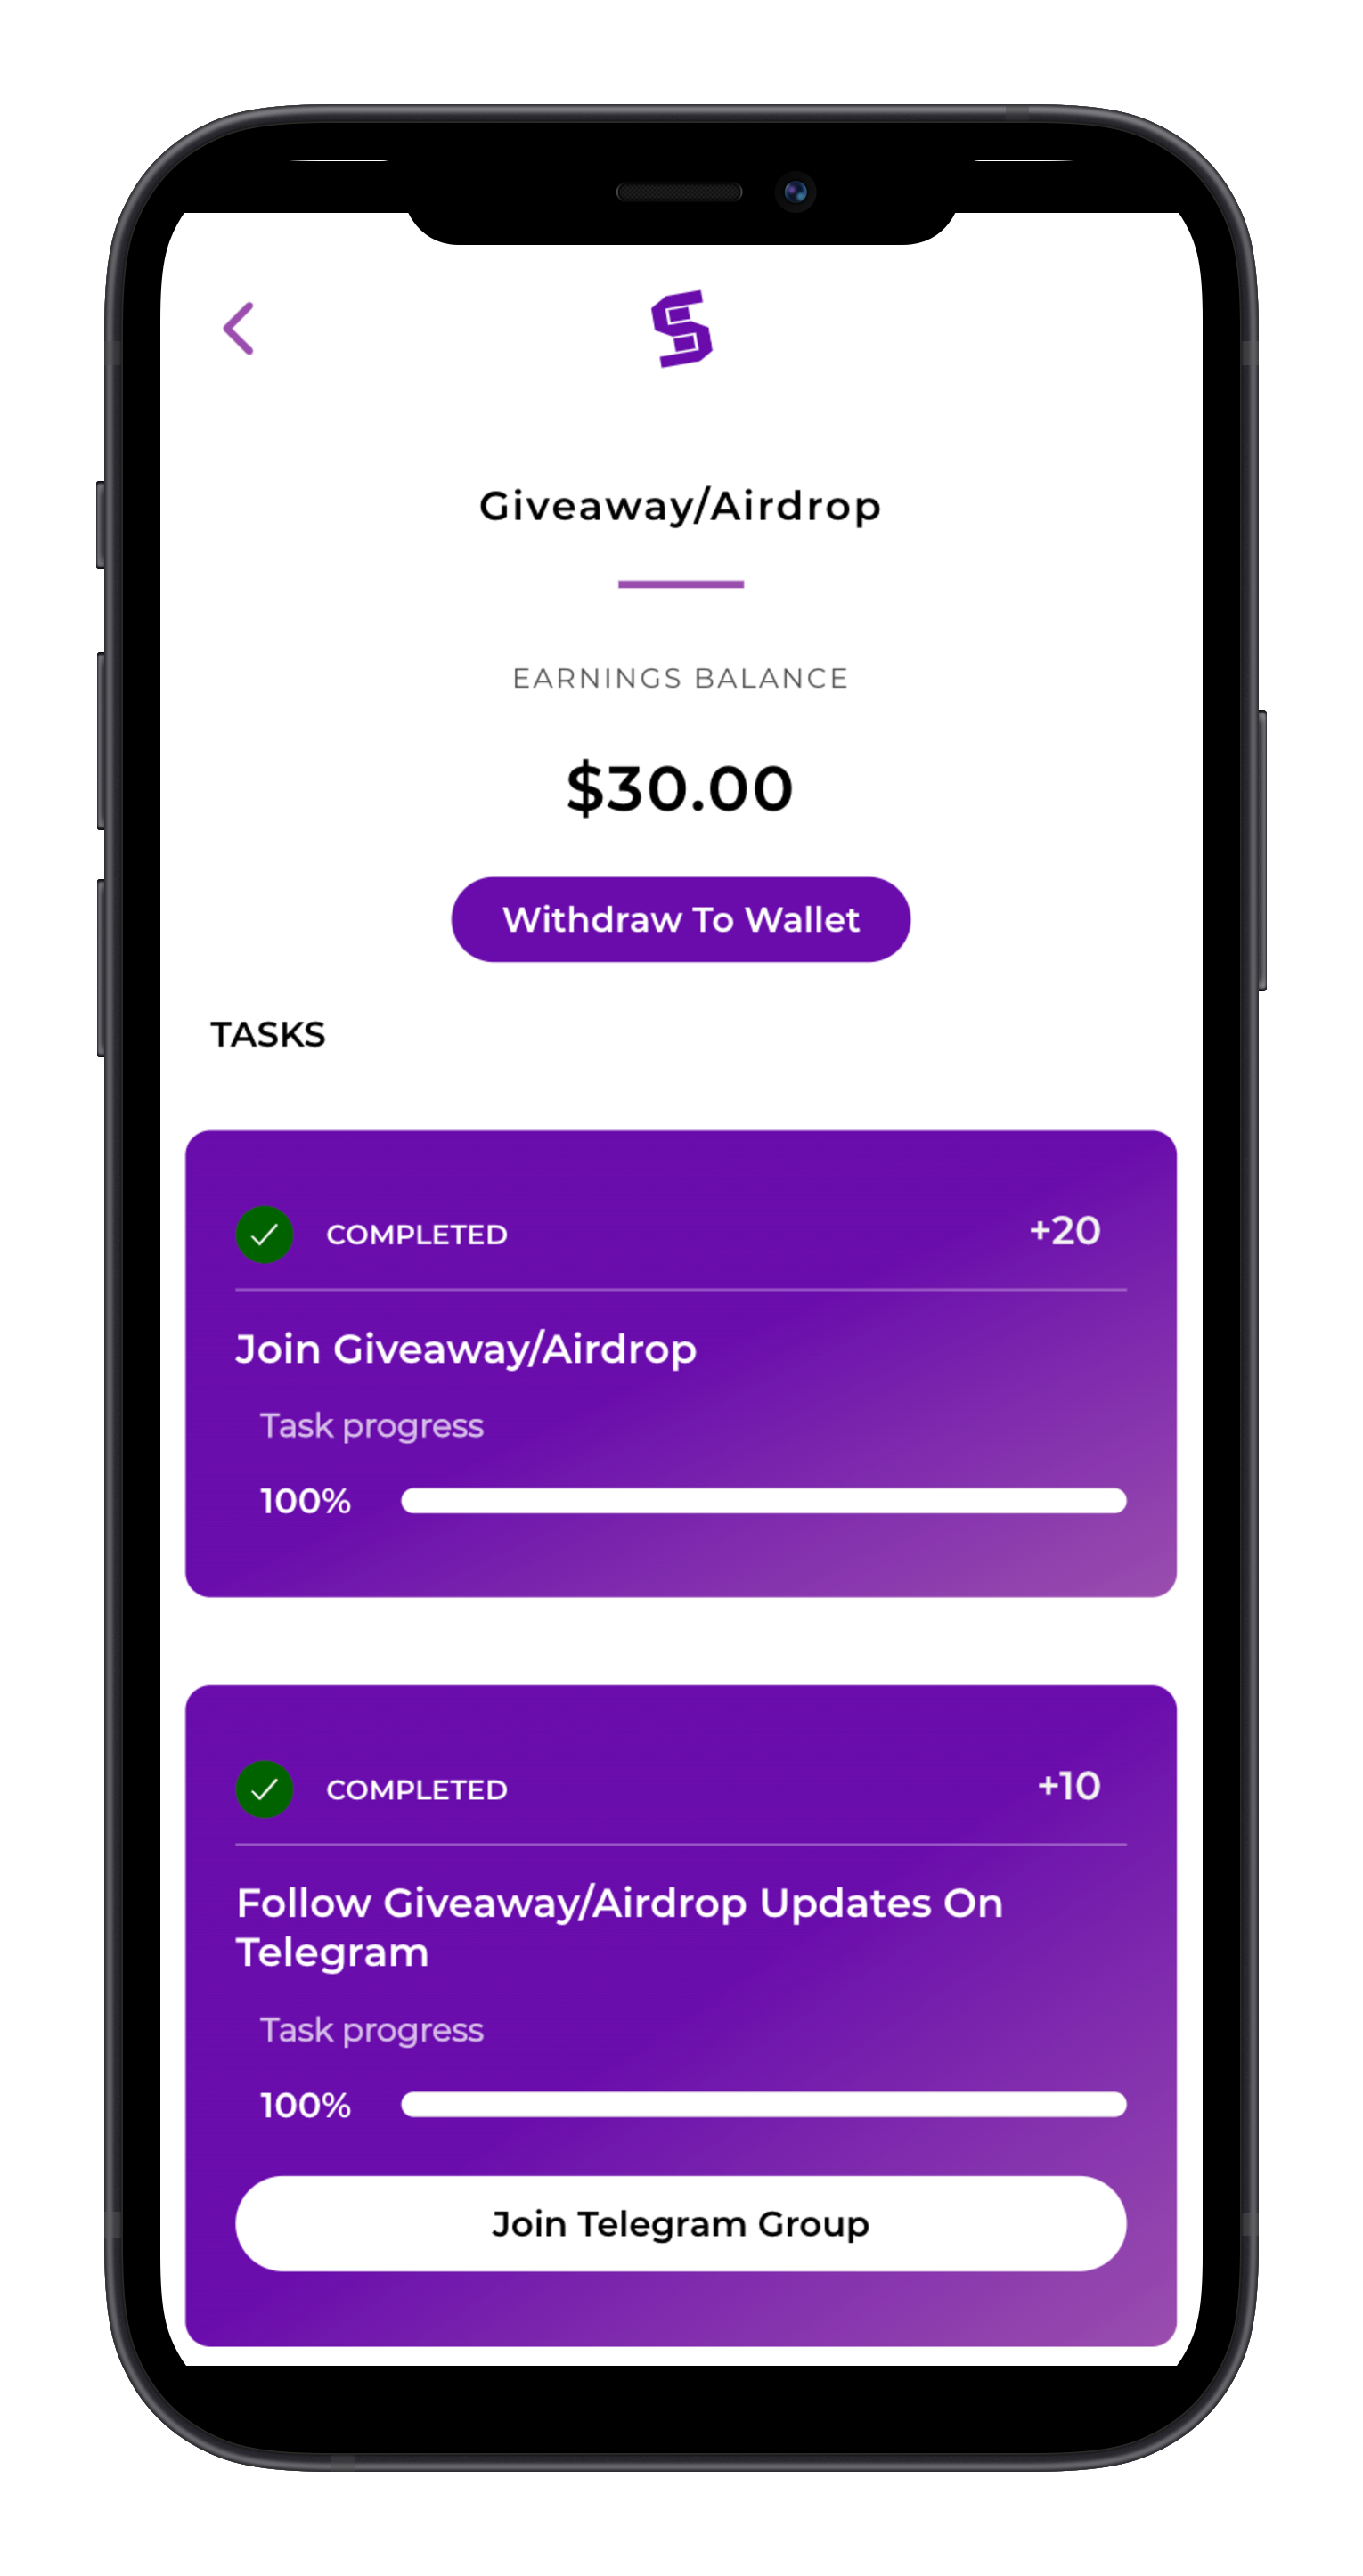 Giveaway/Airdrop
EARNINGS BALANCE
$30.00
Withdraw To Wallet
TASKS
COMPLETED +20
Join Giveaway/Airdrop
Task progress
100%
COMPLETED +10
Follow Giveaway/Airdrop Updates On
Telegram
Task progress
100%
Join Telegram Group